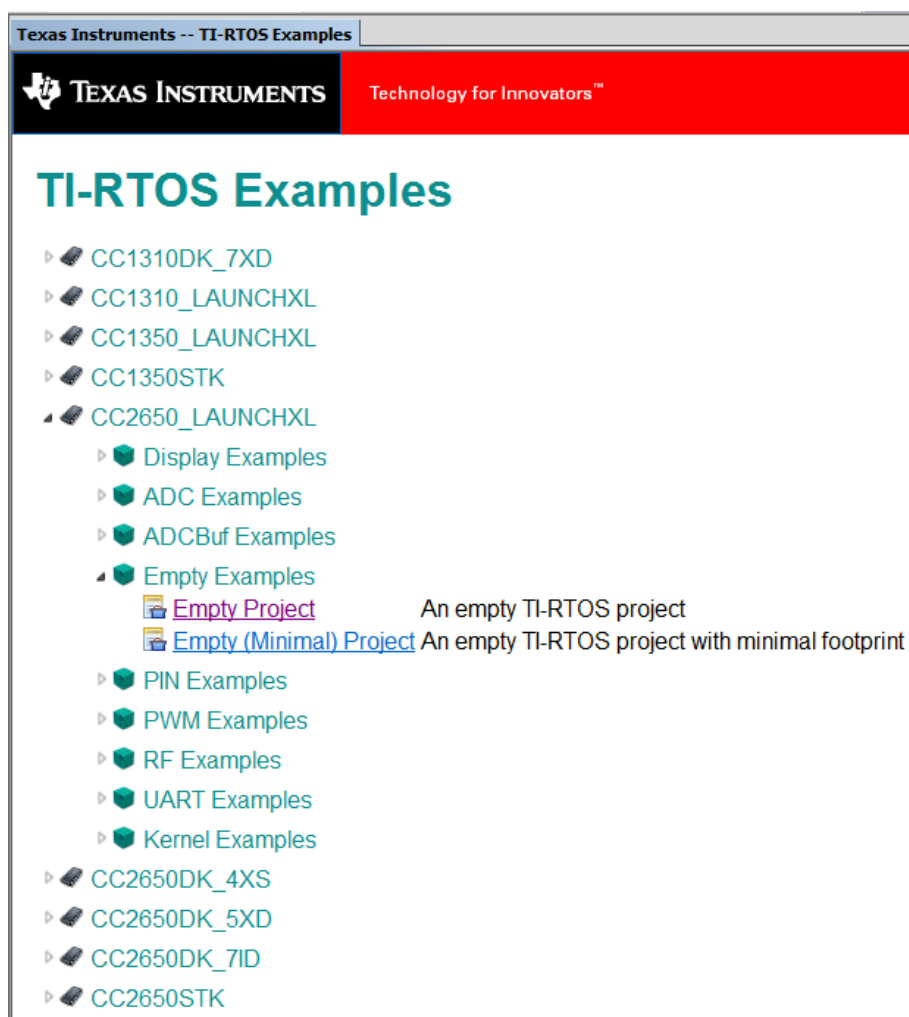 Texas Instruments -- TI-RTOS Examples
TEXAS INSTRUMENTS Technology for Innovators™
TI-RTOS Examples
CC1310DK_7XD
CC1310_LAUNCHXL
CC1350_LAUNCHXL
CC1350STK
CC2650_LAUNCHXL
Display Examples
ADC Examples
ADCBuf Examples
Empty Examples
Empty Project An empty TI-RTOS project
Empty (Minimal) Project An empty TI-RTOS project with minimal footprint
PIN Examples
PWM Examples
RF Examples
UART Examples
Kernel Examples
CC2650DK_4XS
CC2650DK_5XD
CC2650DK_7ID
CC2650STK